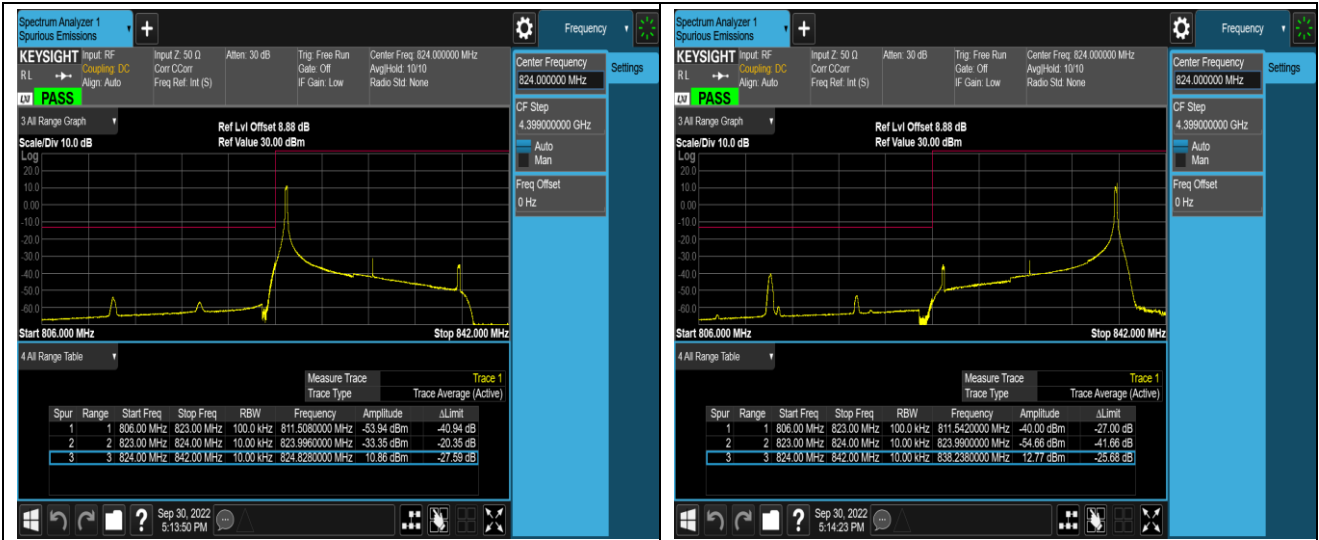 Spectrum Analyzer 1
Spurious Emissions
Frequency
KEYSIGHT
Input: RF
Coupling: DC
Align: Auto
Input Z: 50 Ω
Corr CCorr
Freq Ref: Int (S)
Atten: 30 dB
Trig: Free Run
Gate: Off
IF Gain: Low
Center Freq: 824.000000 MHz
Avg|Hold: 10/10
Radio Std: None
RL
LXI
PASS
Center Frequency
824.000000 MHz
Settings
CF Step
4.399000000 GHz
Auto
Man
Freq Offset
0 Hz
3 All Range Graph
Ref Lvl Offset 8.88 dB
Scale/Div 10.0 dB
Ref Value 30.00 dBm
Log
20.0
10.0
0.00
-10.0
-20.0
-30.0
-40.0
-50.0
-60.0
Start 806.000 MHz
Stop 842.000 MHz
4 All Range Table
Measure Trace Trace 1
Trace Type Trace Average (Active)
Spur Range Start Freq Stop Freq RBW Frequency Amplitude ΔLimit
1 1 806.00 MHz 823.00 MHz 100.0 kHz 811.5080000 MHz -53.94 dBm -40.94 dB
2 2 823.00 MHz 824.00 MHz 10.00 kHz 823.9960000 MHz -33.35 dBm -20.35 dB
3 3 824.00 MHz 842.00 MHz 10.00 kHz 824.8280000 MHz 10.86 dBm -27.59 dB
?
Sep 30, 2022
5:13:50 PM
Spectrum Analyzer 1
Spurious Emissions
Frequency
KEYSIGHT
Input: RF
Coupling: DC
Align: Auto
Input Z: 50 Ω
Corr CCorr
Freq Ref: Int (S)
Atten: 30 dB
Trig: Free Run
Gate: Off
IF Gain: Low
Center Freq: 824.000000 MHz
Avg|Hold: 10/10
Radio Std: None
RL
LXI
PASS
Center Frequency
824.000000 MHz
Settings
CF Step
4.399000000 GHz
Auto
Man
Freq Offset
0 Hz
3 All Range Graph
Ref Lvl Offset 8.88 dB
Scale/Div 10.0 dB
Ref Value 30.00 dBm
Log
20.0
10.0
0.00
-10.0
-20.0
-30.0
-40.0
-50.0
-60.0
Start 806.000 MHz
Stop 842.000 MHz
4 All Range Table
Measure Trace Trace 1
Trace Type Trace Average (Active)
Spur Range Start Freq Stop Freq RBW Frequency Amplitude ΔLimit
1 1 806.00 MHz 823.00 MHz 100.0 kHz 811.5420000 MHz -40.00 dBm -27.00 dB
2 2 823.00 MHz 824.00 MHz 10.00 kHz 823.9900000 MHz -54.66 dBm -41.66 dB
3 3 824.00 MHz 842.00 MHz 10.00 kHz 838.2380000 MHz 12.77 dBm -25.68 dB
?
Sep 30, 2022
5:14:23 PM